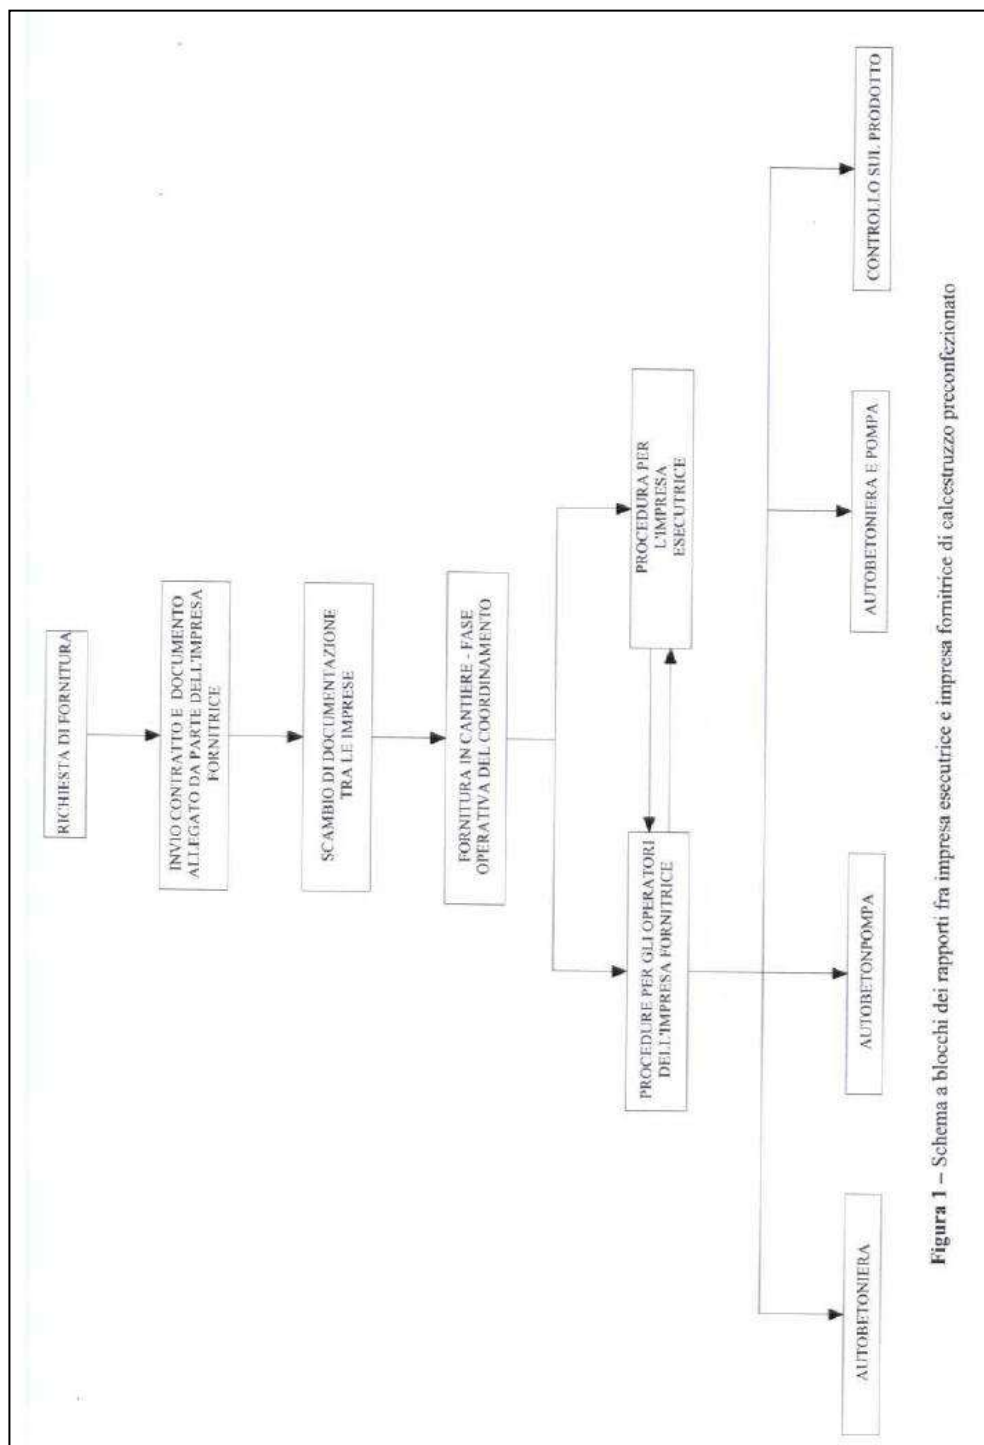 RICHIESTA DI FORNITURA
INVIO CONTRATTO E DOCUMENTO
ALLEGATO DA PARTE DELL'IMPRESA
FORNITRICE
SCAMBIO DI DOCUMENTAZIONE
TRA LE IMPRESE
FORNITURA IN CANTIERE - FASE
OPERATIVA DEL COORDINAMENTO
PROCEDURE PER GLI OPERATORI
DELL'IMPRESA FORNITRICE
PROCEDURA PER
L'IMPRESA
ESECUTRICE
AUTOBETONIERA
AUTOBETONPOMPA
AUTOBETONIERA E POMPA
CONTROLLO SUL PRODOTTO
Figura 1 – Schema a blocchi dei rapporti fra impresa esecutrice e impresa fornitrice di calcestruzzo preconfezionato